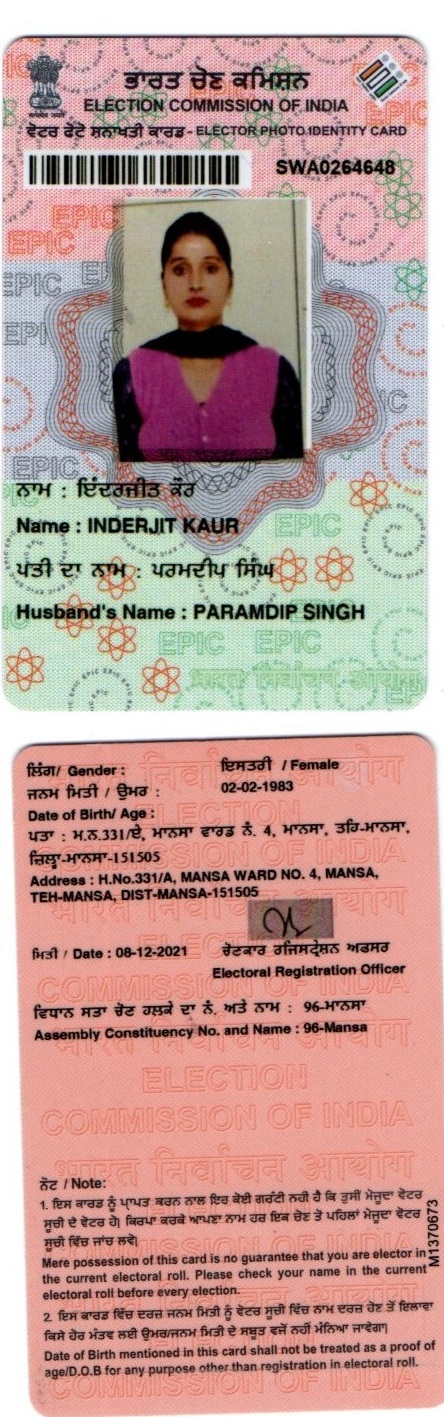 ਭਾਰਤ ਚੋਣ ਕਮਿਸ਼ਨ
ELECTION COMMISSION OF INDIA
ਵੋਟਰ ਫੋਟੋ ਸ਼ਨਾਖਤੀ ਕਾਰਡ - ELECTOR PHOTO IDENTITY CARD
SWA0264648
ਨਾਮ : ਇੰਦਰਜੀਤ ਕੌਰ
Name : INDERJIT KAUR
ਪਤੀ ਦਾ ਨਾਮ : ਪਰਮਦੀਪ ਸਿੰਘ
Husband's Name : PARAMDIP SINGH
ਲਿੰਗ/ Gender : ਇਸਤਰੀ / Female
ਜਨਮ ਮਿਤੀ / ਉਮਰ : 02-02-1983
Date of Birth/ Age :
ਪਤਾ : ਮ.ਨ.331/ਏ, ਮਾਨਸਾ ਵਾਰਡ ਨੰ. 4, ਮਾਨਸਾ, ਤਹਿ-ਮਾਨਸਾ,
ਜ਼ਿਲ੍ਹਾ-ਮਾਨਸਾ-151505
Address : H.No.331/A, MANSA WARD NO. 4, MANSA,
TEH-MANSA, DIST-MANSA-151505
ਮਿਤੀ / Date : 08-12-2021 ਚੋਣਕਾਰ ਰਜਿਸਟ੍ਰੇਸ਼ਨ ਅਫਸਰ
Electoral Registration Officer
ਵਿਧਾਨ ਸਭਾ ਚੋਣ ਹਲਕੇ ਦਾ ਨੰ. ਅਤੇ ਨਾਮ : 96-ਮਾਨਸਾ
Assembly Constituency No. and Name : 96-Mansa
ELECTION
COMMISSION OF INDIA
भारत निर्वाचन आयोग
ਨੋਟ / Note:
1. ਇਸ ਕਾਰਡ ਨੂੰ ਪ੍ਰਾਪਤ ਕਰਨ ਨਾਲ ਇਹ ਕੋਈ ਗਰੰਟੀ ਨਹੀ ਹੈ ਕਿ ਤੁਸੀਂ ਮੌਜੂਦਾ ਵੋਟਰ
ਸੂਚੀ ਦੇ ਵੋਟਰ ਹੋ। ਕਿਰਪਾ ਕਰਕੇ ਆਪਣਾ ਨਾਮ ਹਰ ਇਕ ਚੋਣ ਤੋਂ ਪਹਿਲਾਂ ਮੌਜੂਦਾ ਵੋਟਰ
ਸੂਚੀ ਵਿੱਚ ਜਾਂਚ ਲਵੋ।
Mere possession of this card is no guarantee that you are elector in
the current electoral roll. Please check your name in the current
electoral roll before every election.
2. ਇਸ ਕਾਰਡ ਵਿੱਚ ਦਰਜ਼ ਜਨਮ ਮਿਤੀ ਨੂੰ ਵੋਟਰ ਸੂਚੀ ਵਿੱਚ ਨਾਮ ਦਰਜ਼ ਹੋਣ ਤੋਂ ਇਲਾਵਾ
ਕਿਸੇ ਹੋਰ ਮੰਤਵ ਲਈ ਉਮਰ/ਜਨਮ ਮਿਤੀ ਦੇ ਸਬੂਤ ਵਜੋਂ ਨਹੀਂ ਮੰਨਿਆ ਜਾਵੇਗਾ।
Date of Birth mentioned in this card shall not be treated as a proof of
age/D.O.B for any purpose other than registration in electoral roll.
M1370673